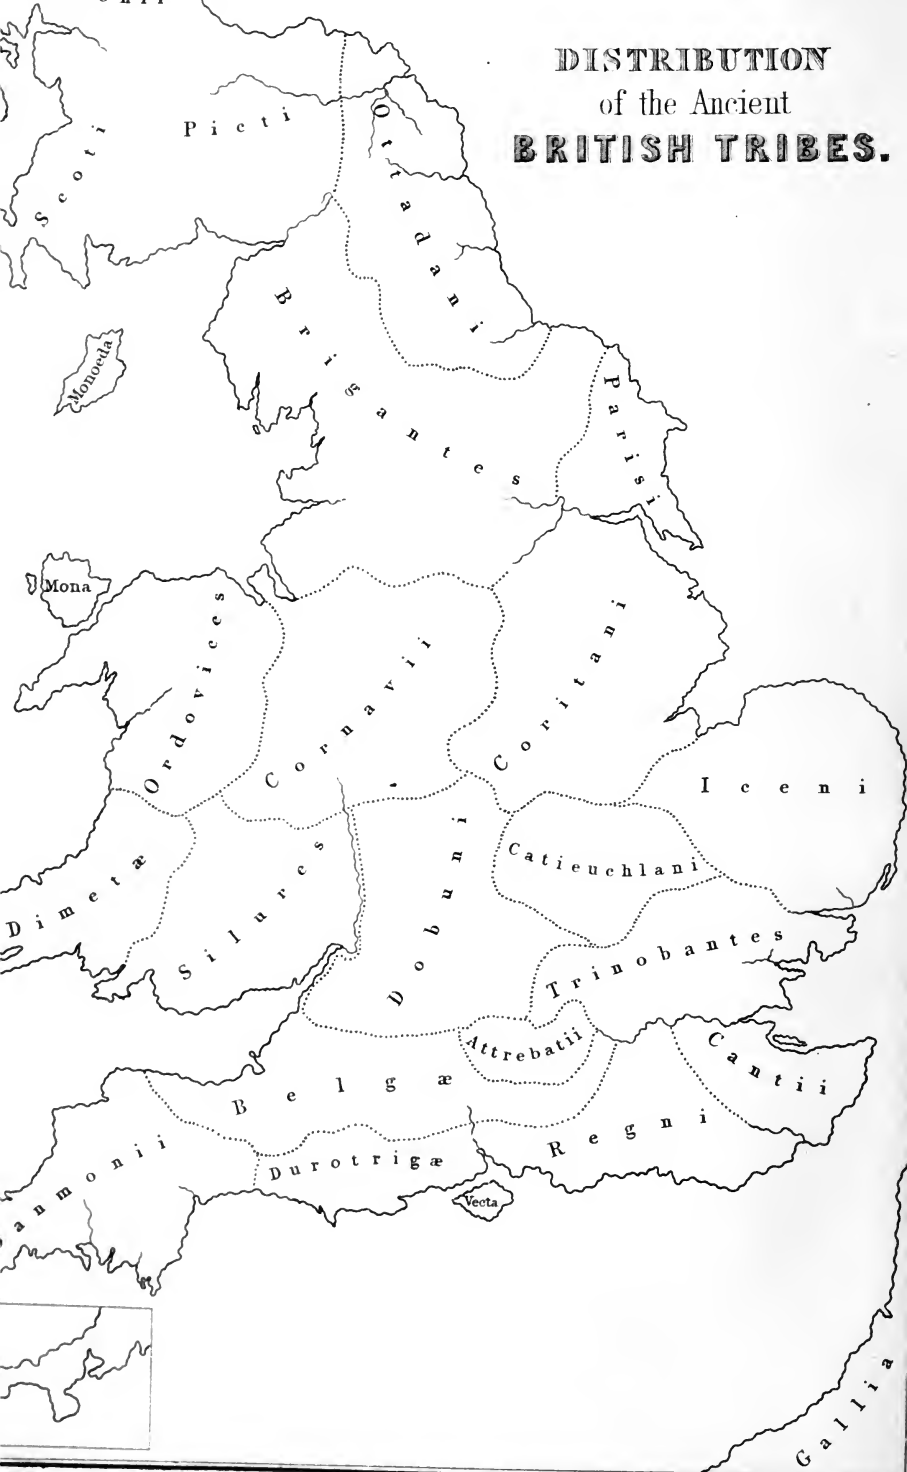 DISTRIBUTION
of the Ancient
BRITISH TRIBES.
Picti
Scoti
Ottadani
Brigantes
Monoeda
Parisi
Mona
Ordovices
Cornavii
Coritani
Iceni
Catieuchlani
Dimetæ
Silures
Dobuni
Trinobantes
Attrebatii
Cantii
Belgæ
Regni
anmonii
Durotrigæ
Vecta
Gallia